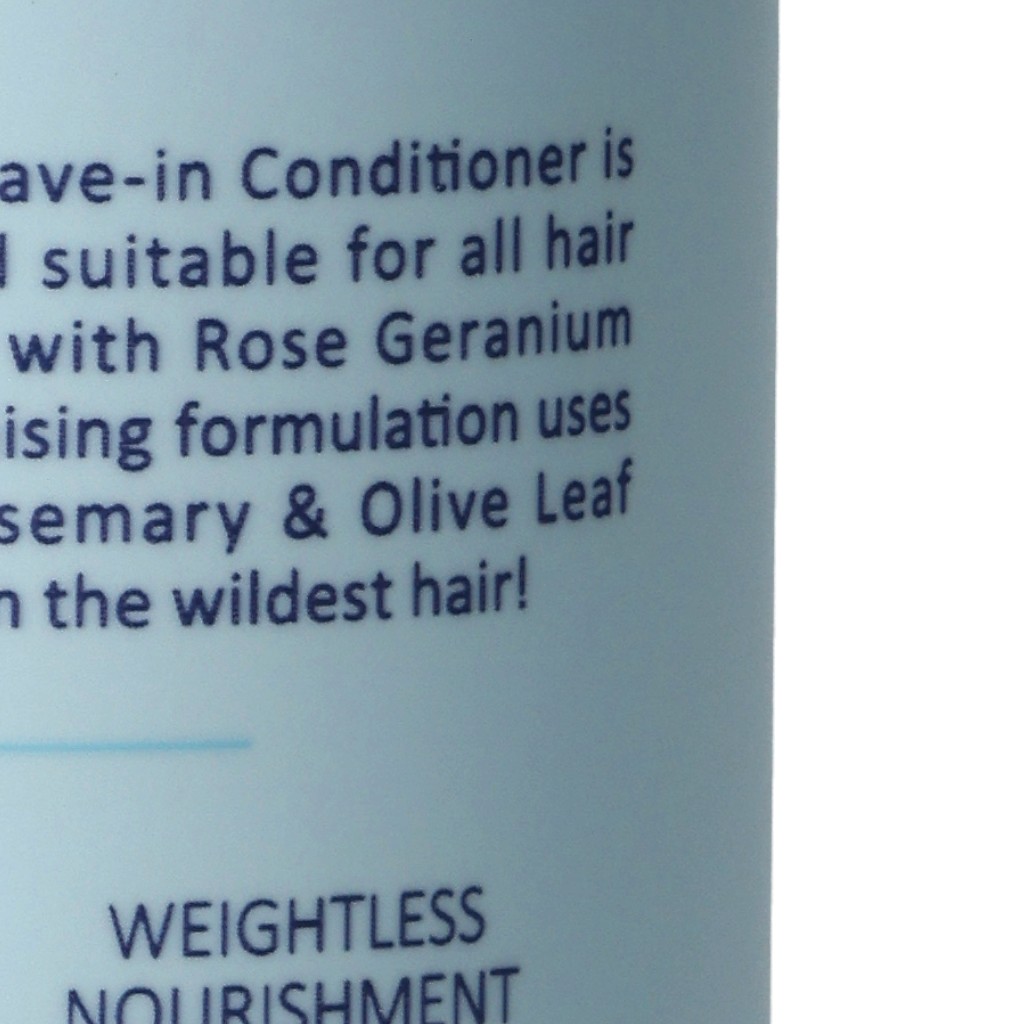 ave-in Conditioner is
suitable for all hair
with Rose Geranium
ising formulation uses
semary & Olive Leaf
the wildest hair!
WEIGHTLESS
NOURISHMENT